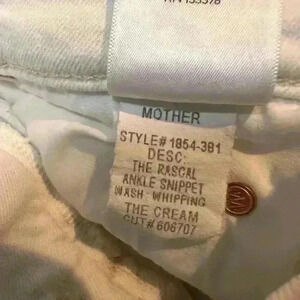 MOTHER
STYLE# 1854-381
DESC:
THE RASCAL
ANKLE SNIPPET
WASH: WHIPPING
THE CREAM
CUT# 606707